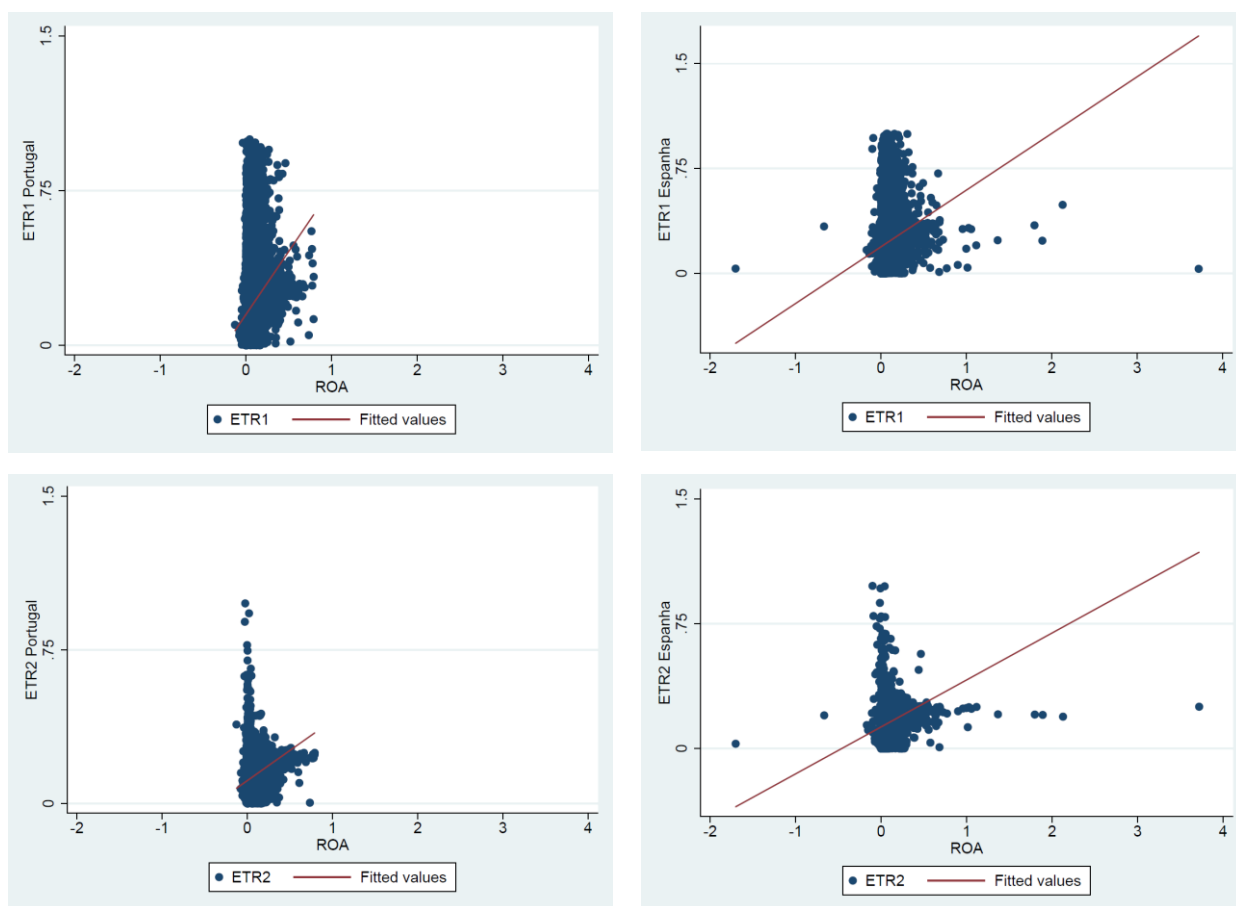 1.5
.75
0
ETR1 Portugal
-2 -1 0 1 2 3 4
ROA
ETR1 Fitted values
1.5
.75
0
ETR1 Espanha
-2 -1 0 1 2 3 4
ROA
ETR1 Fitted values
1.5
.75
0
ETR2 Portugal
-2 -1 0 1 2 3 4
ROA
ETR2 Fitted values
1.5
.75
0
ETR2 Espanha
-2 -1 0 1 2 3 4
ROA
ETR2 Fitted values